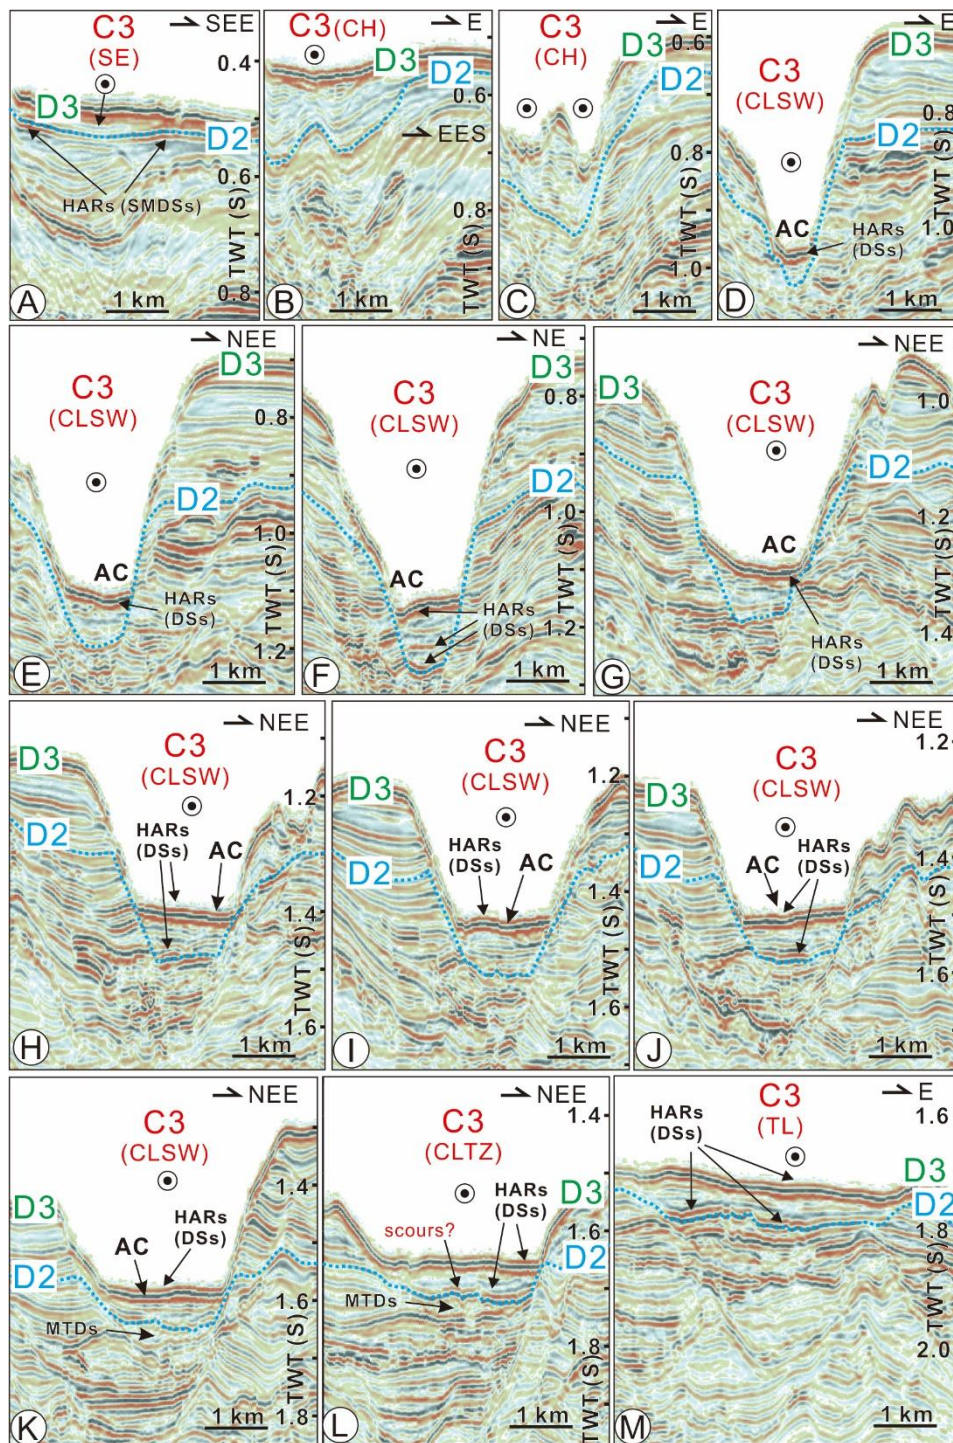 C3
(SE)
SEE
0.4
D3
D2
0.6
HARs (SMDSs)
TWT (S)
0.8
A
1 km
C3(CH)
E
D3
D2
0.6
EES
0.8
TWT (S)
B
1 km
C3
(CH)
E
0.6
D3
D2
0.8
TWT (S)
1.0
C
1 km
C3
(CLSW)
E
D3
0.8
D2
TWT (S)
AC
HARs
(DSs)
1.0
D
1 km
NEE
D3
C3
(CLSW)
0.8
D2
1.0
TWT (S)
AC
HARs
(DSs)
1.2
E
1 km
NE
D3
C3
(CLSW)
0.8
D2
1.0
TWT (S)
AC
HARs
(DSs)
1.2
F
1 km
NEE
D3
C3
(CLSW)
1.0
D2
1.2
TWT (S)
AC
HARs
(DSs)
1.4
G
1 km
NEE
C3
(CLSW)
D3
1.2
D2
HARs
(DSs)
AC
1.4
TWT (S)
1.6
H
1 km
NEE
C3
(CLSW)
D3
1.2
HARs
(DSs)
AC
D2
1.4
TWT (S)
1.6
I
1 km
NEE
1.2
C3
(CLSW)
D3
HARs
(DSs)
AC
D2
1.4
TWT (S)
1.6
J
1 km
NEE
C3
(CLSW)
1.4
D3
HARs
(DSs)
AC
D2
1.6
MTDs
TWT (S)
1.8
K
1 km
NEE
1.4
C3
(CLTZ)
HARs
(DSs)
D3
scours?
1.6
D2
MTDs
TWT (S)
1.8
L
1 km
E
C3
(TL)
1.6
HARs
(DSs)
D3
D2
1.8
TWT (S)
2.0
M
1 km